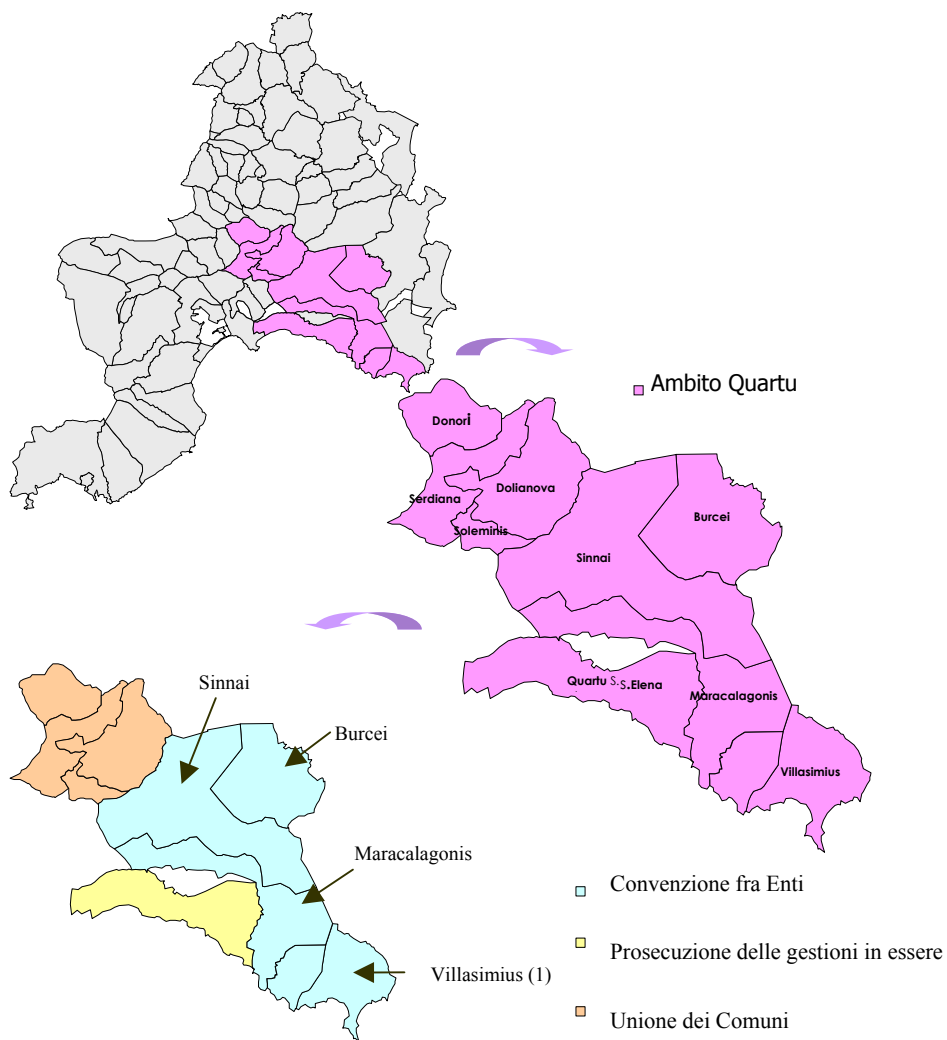 Ambito Quartu
Donori
Dolianova
Serdiana
Burcei
Soleminis
Sinnai
Quartu S. S.Elena
Maracalagonis
Villasimius
Sinnai
Burcei
Maracalagonis
Villasimius (1)
Convenzione fra Enti
Prosecuzione delle gestioni in essere
Unione dei Comuni